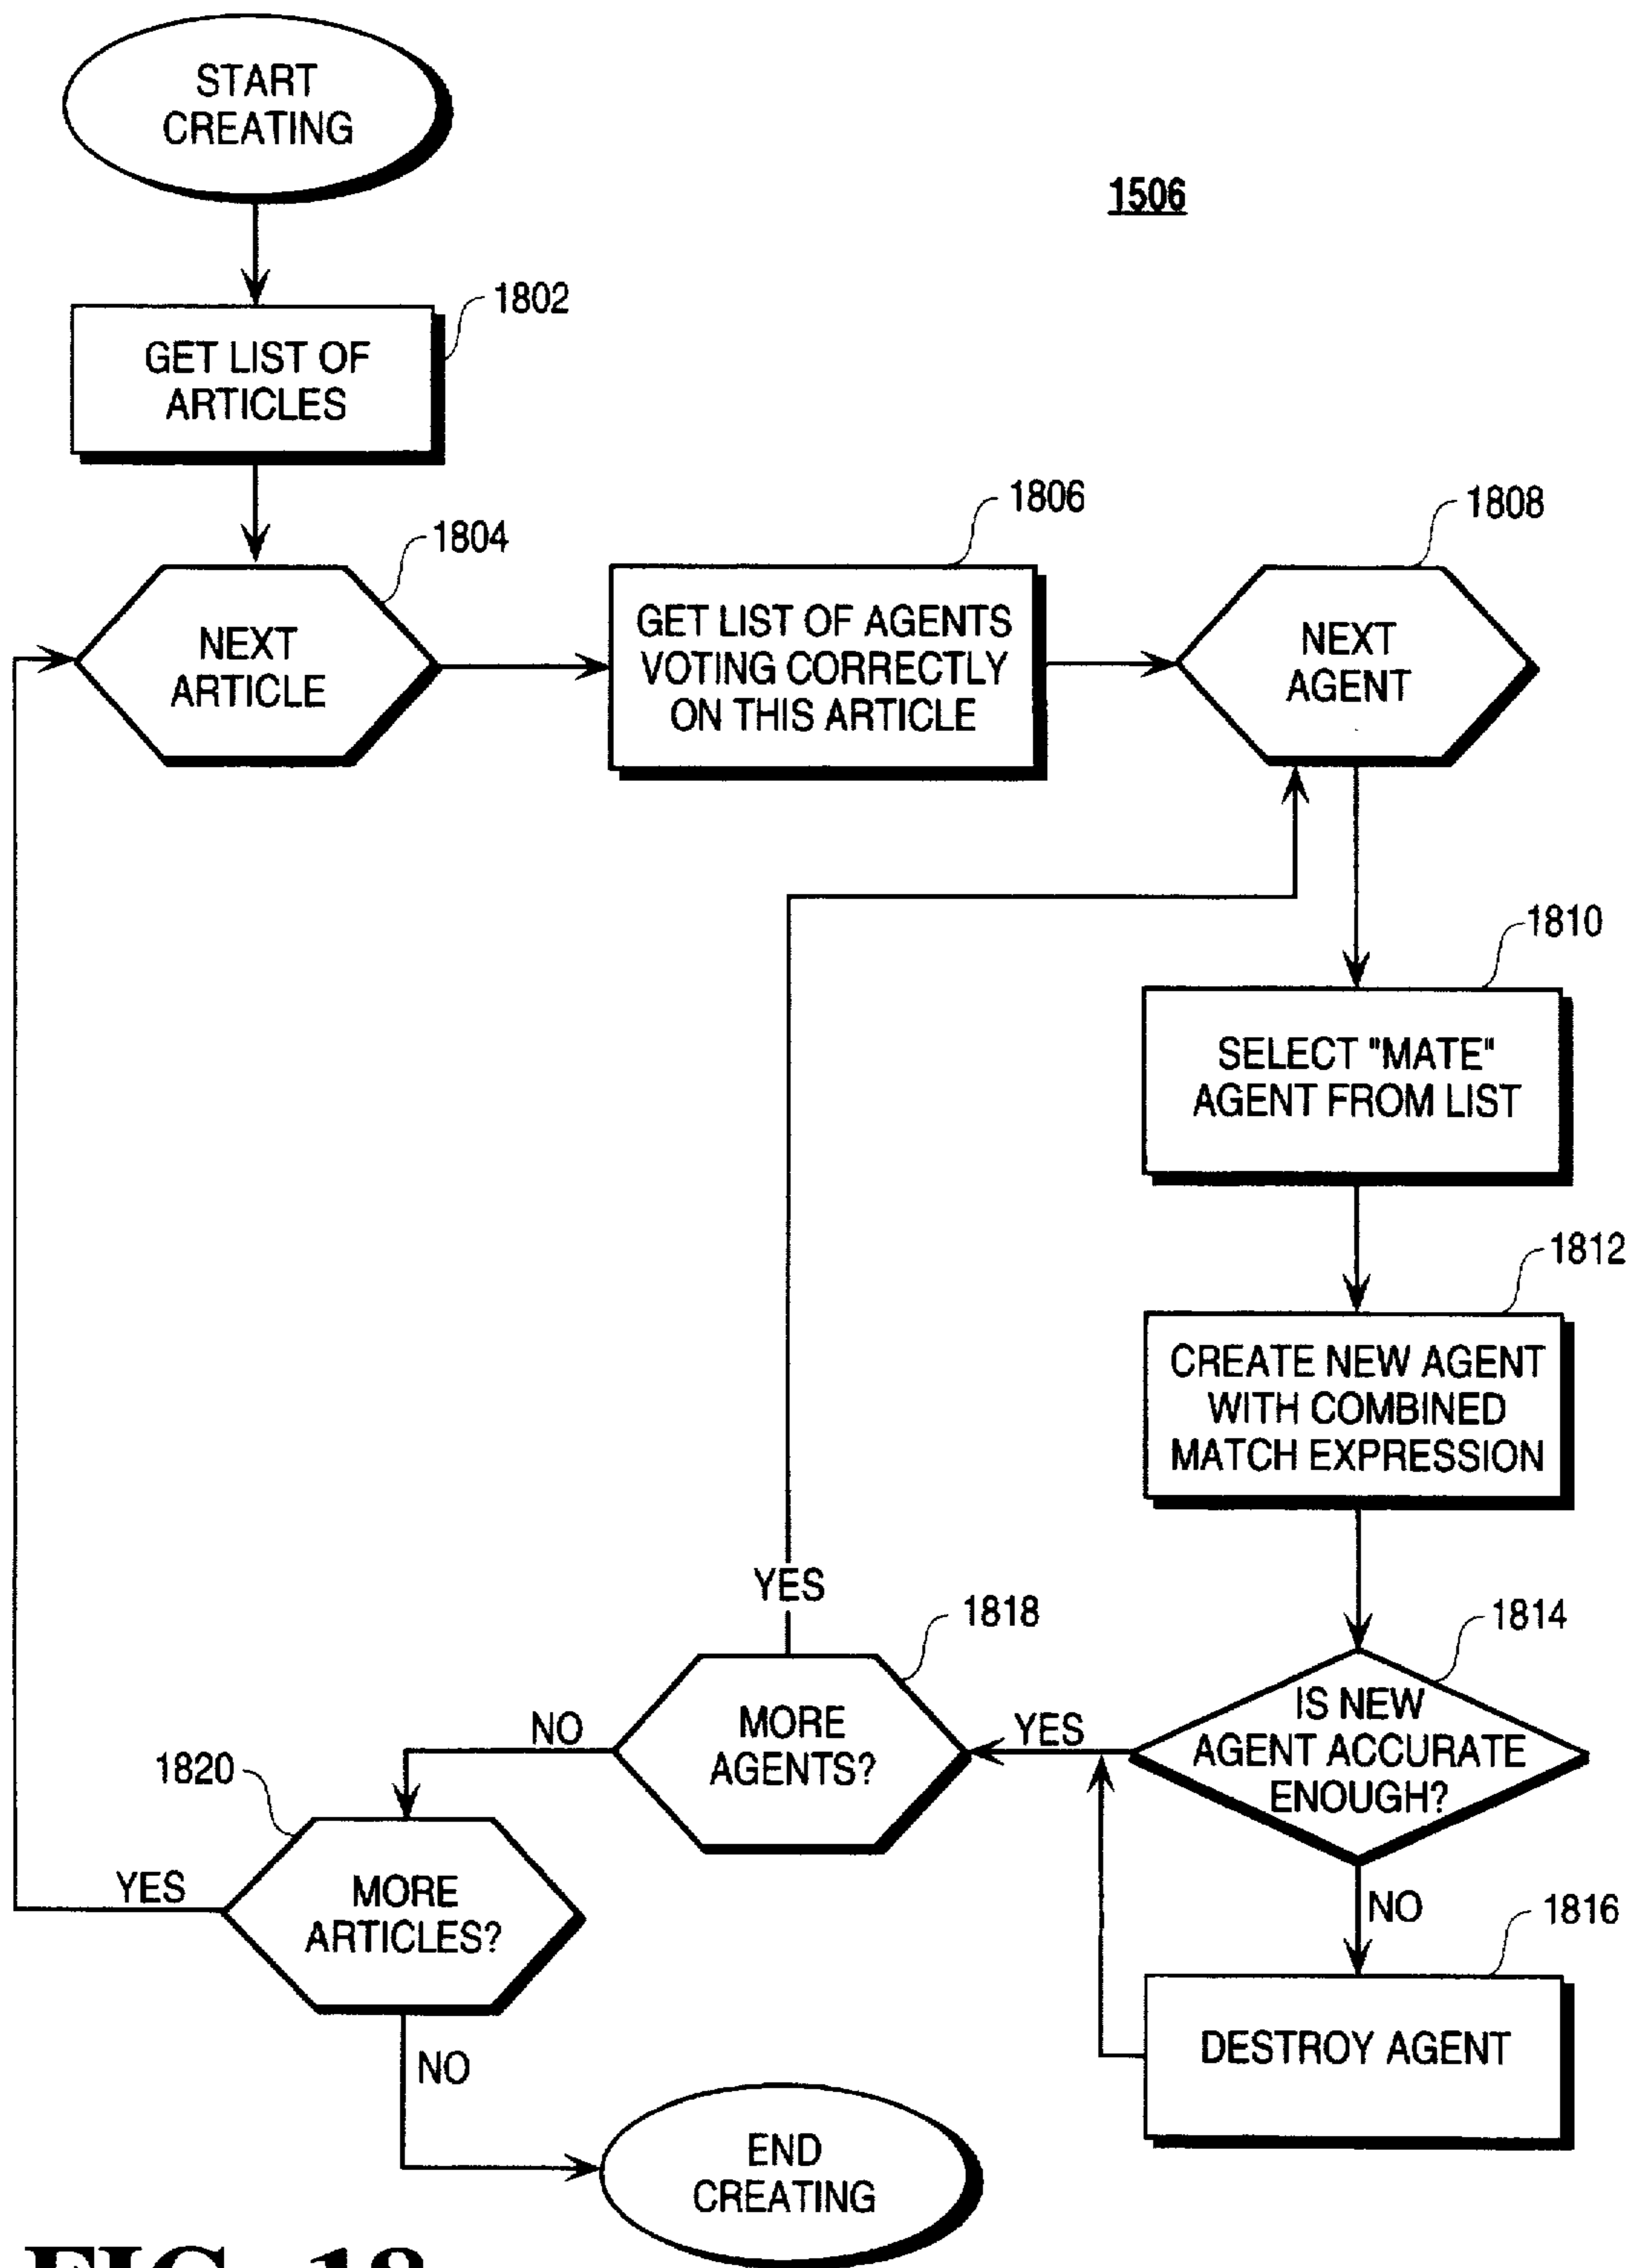 START
CREATING
1506
1802
GET LIST OF
ARTICLES
1804
NEXT
ARTICLE
1806
GET LIST OF AGENTS
VOTING CORRECTLY
ON THIS ARTICLE
1808
NEXT
AGENT
1810
SELECT "MATE"
AGENT FROM LIST
1812
CREATE NEW AGENT
WITH COMBINED
MATCH EXPRESSION
1814
IS NEW
AGENT ACCURATE
ENOUGH?
YES
NO
1816
DESTROY AGENT
1818
MORE
AGENTS?
YES
NO
1820
MORE
ARTICLES?
YES
NO
END
CREATING
FIG. 18